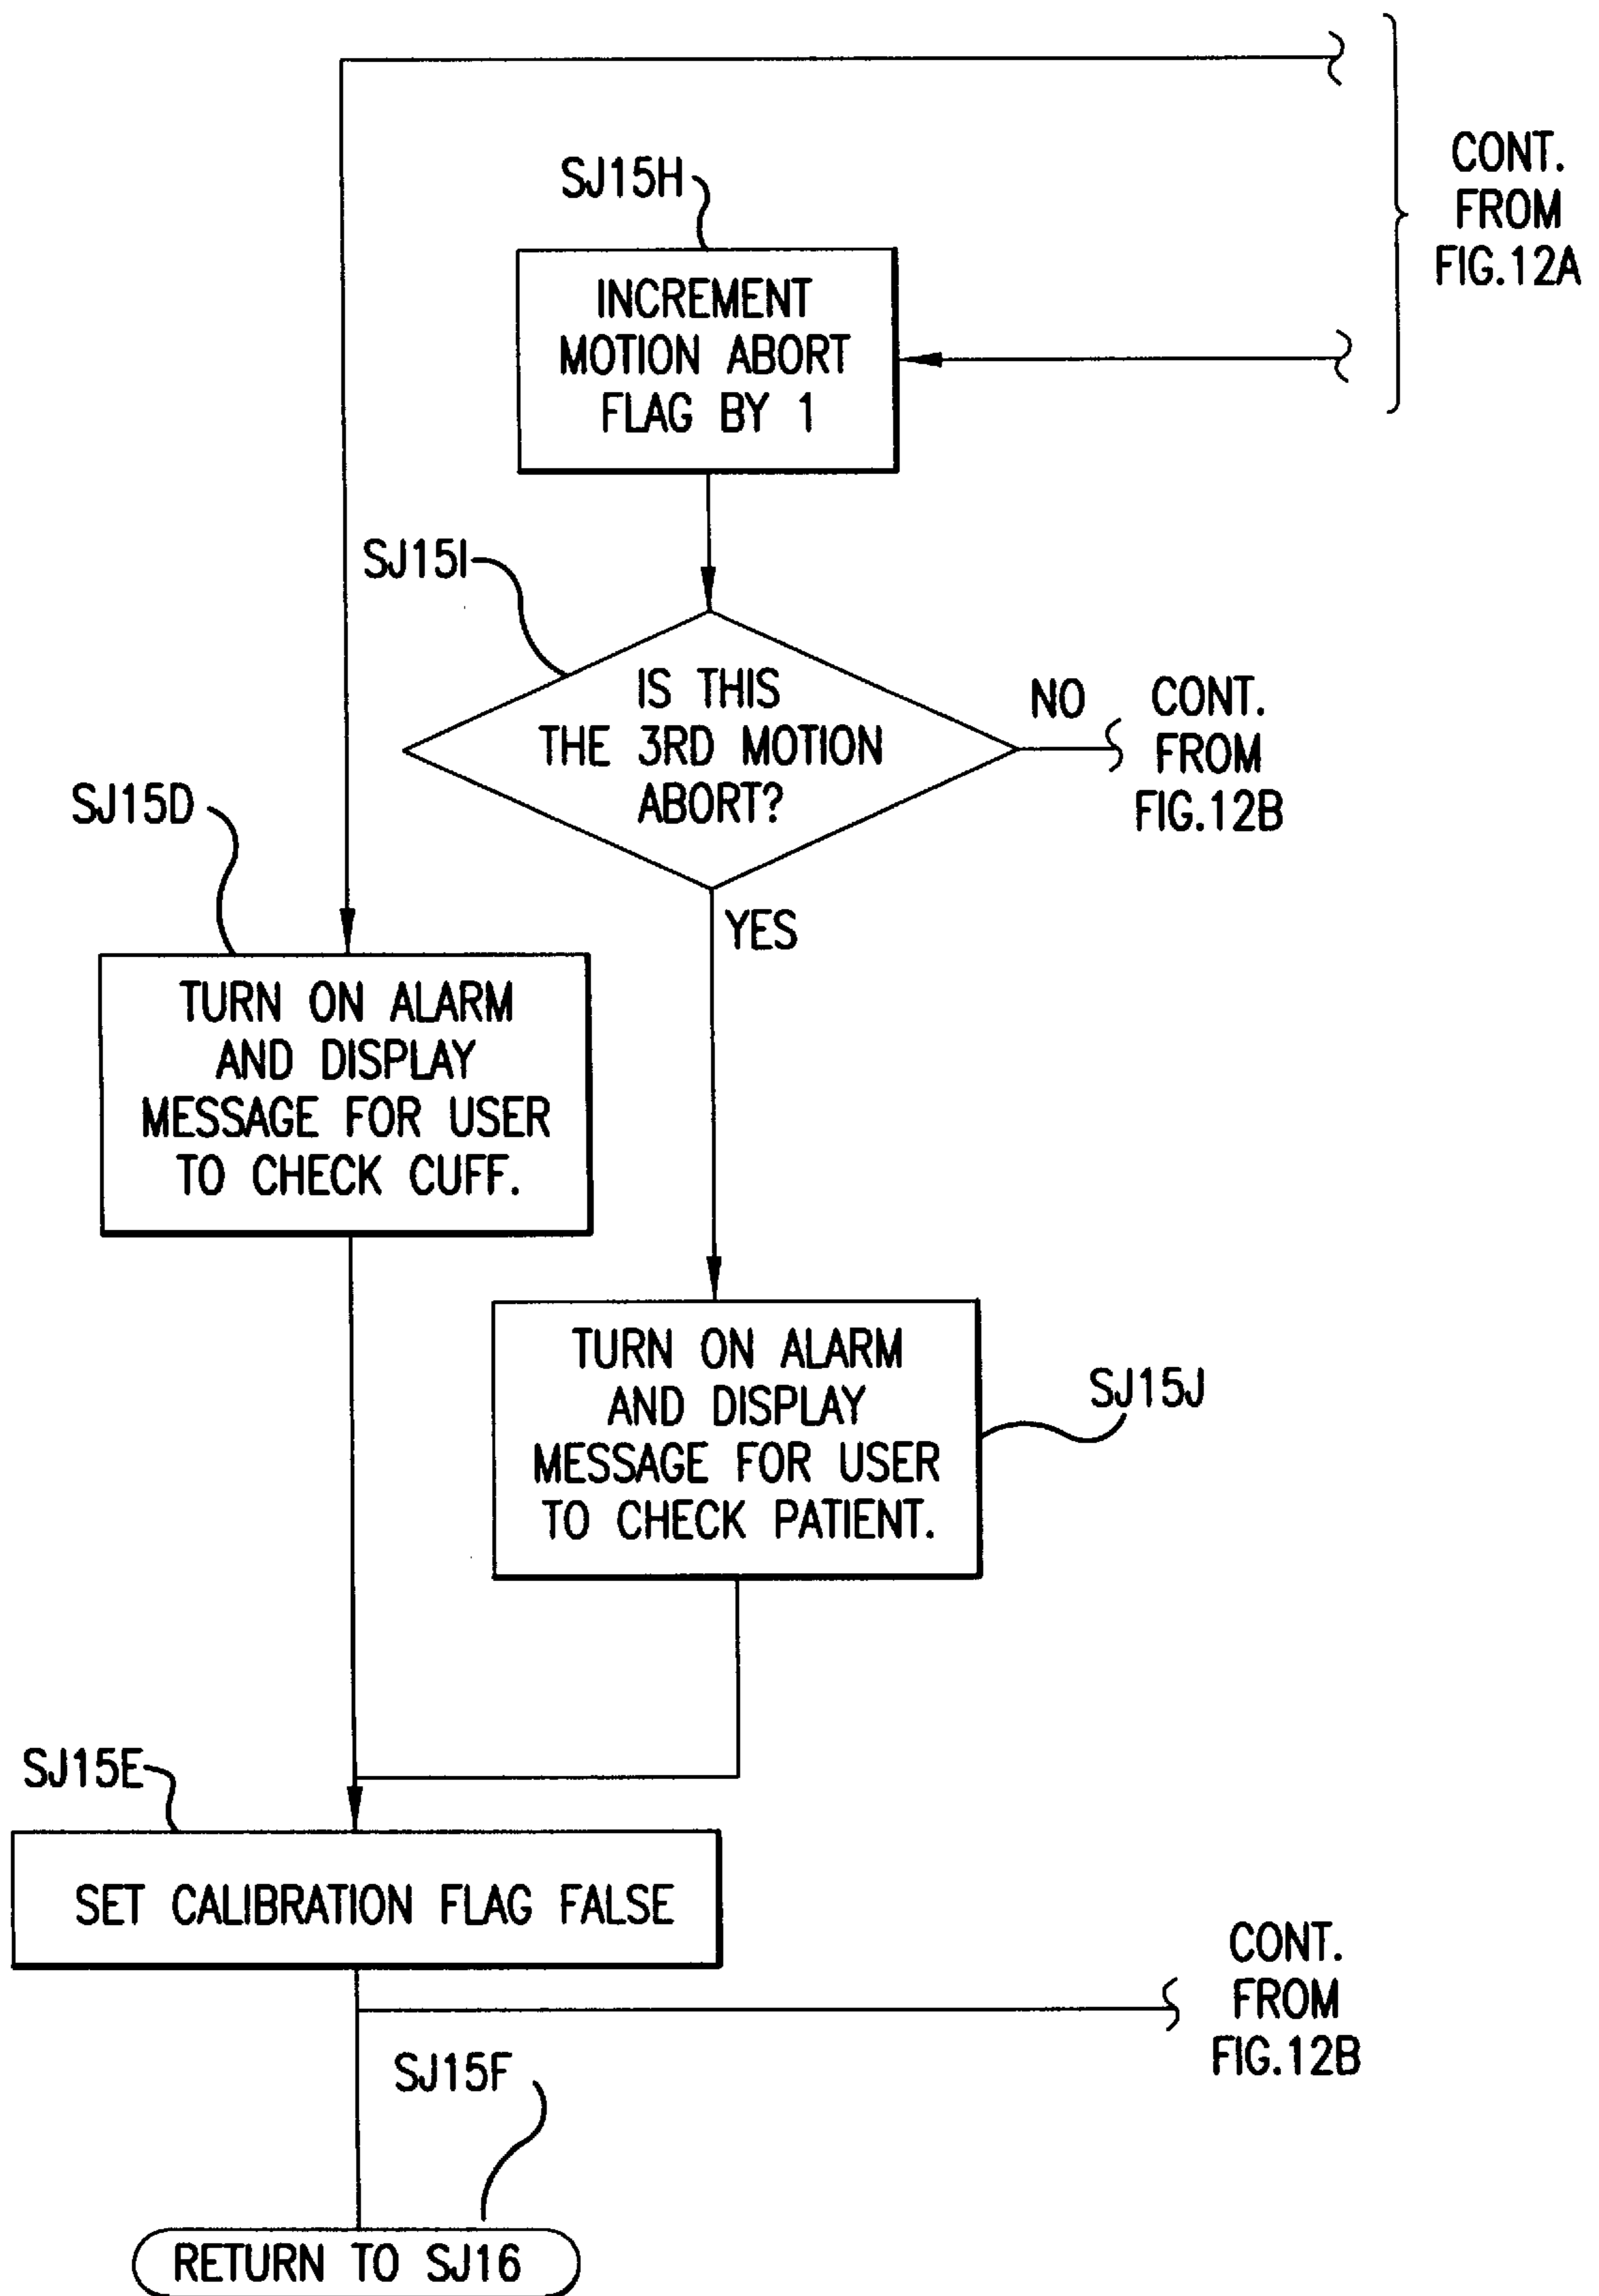 CONT.
FROM
FIG.12A
SJ15H
INCREMENT
MOTION ABORT
FLAG BY 1
SJ15I
IS THIS
THE 3RD MOTION
ABORT?
NO
CONT.
FROM
FIG.12B
YES
SJ15D
TURN ON ALARM
AND DISPLAY
MESSAGE FOR USER
TO CHECK CUFF.
TURN ON ALARM
AND DISPLAY
MESSAGE FOR USER
TO CHECK PATIENT.
SJ15J
SJ15E
SET CALIBRATION FLAG FALSE
CONT.
FROM
FIG.12B
SJ15F
RETURN TO SJ16